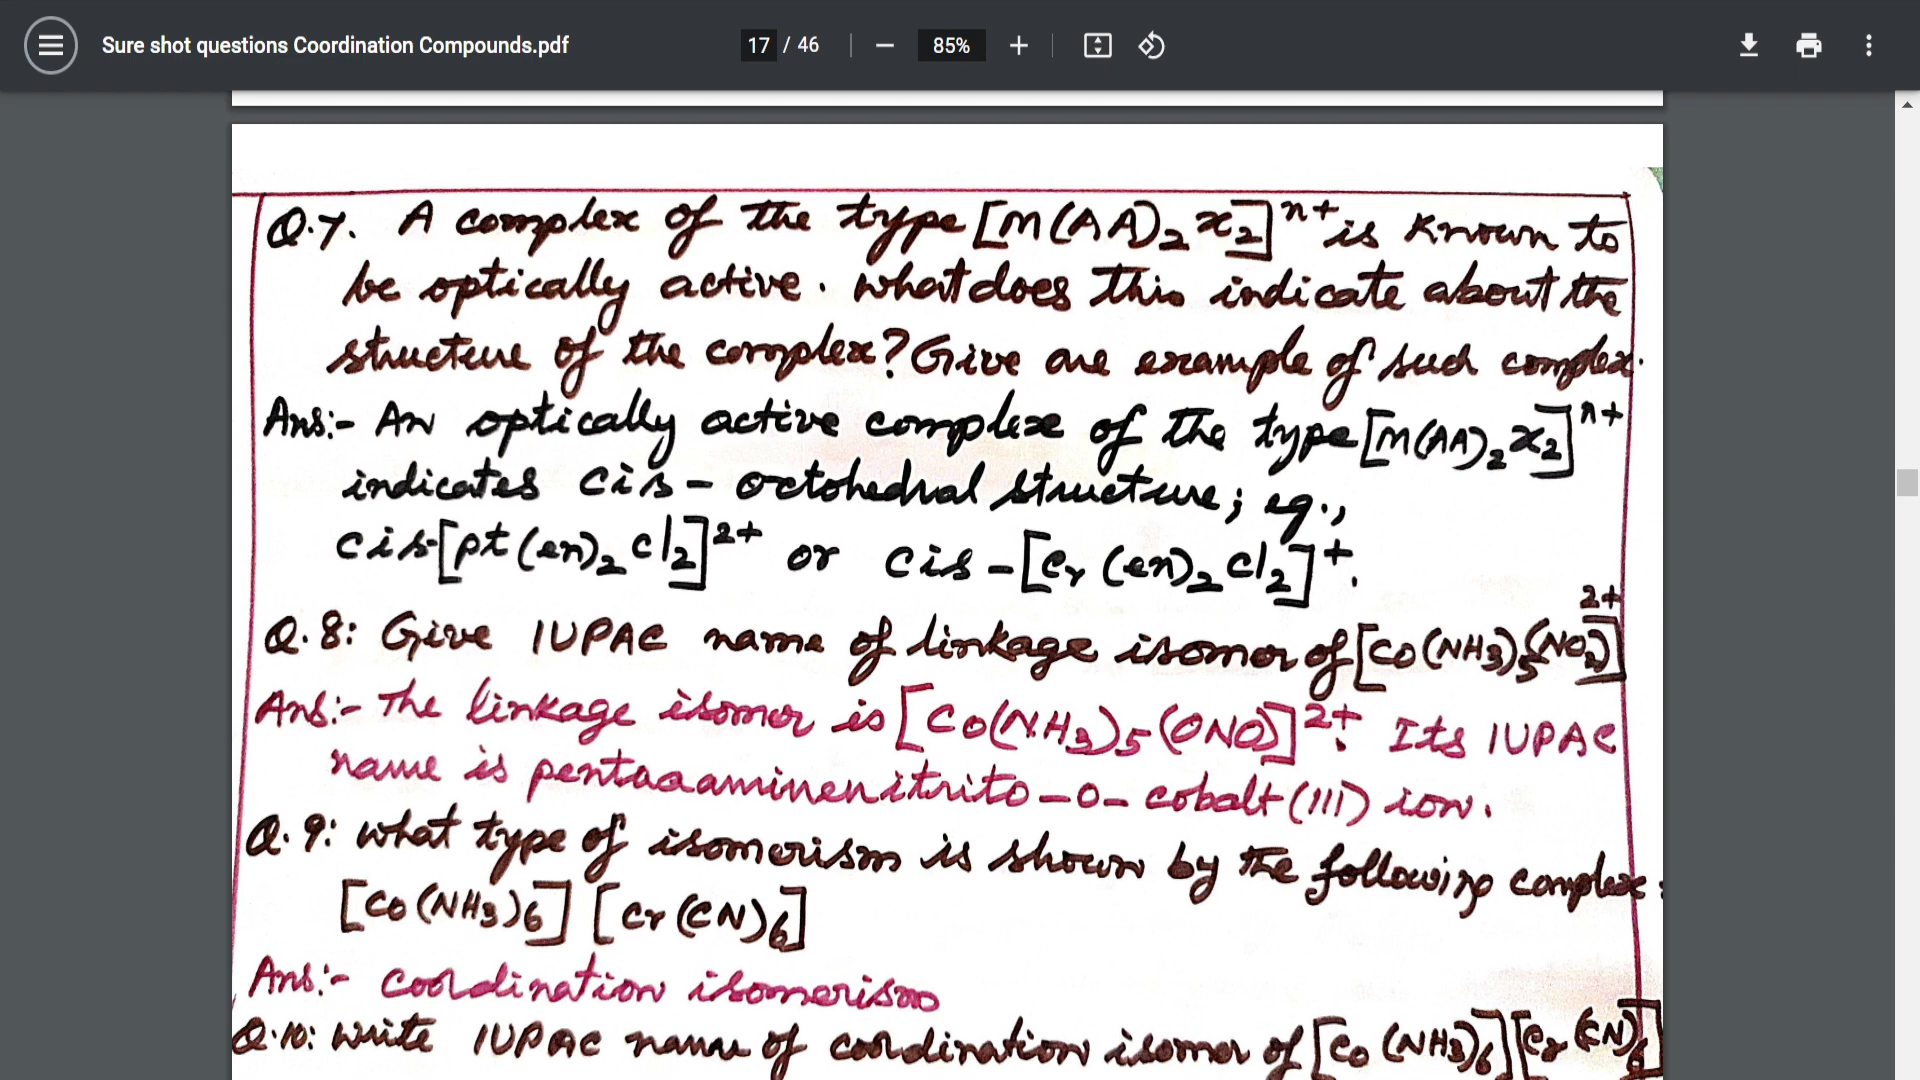 Sure shot questions Coordination Compounds.pdf
17 / 46
85%
Q.7. A complex of the type [M(AA)2x2]n+ is known to
be optically active. what does this indicate about the
structure of the complex? Give one example of such complex.
Ans:- An optically active complex of the type [M(AA)2x2]n+
indicates cis-octohedral structure; eg.,
cis-[pt(en)2cl2]2+ or cis-[Cr(en)2cl2]+.
Q.8: Give IUPAC name of linkage isomer of [Co(NH3)5(NO2)]2+
Ans:- The linkage isomer is [Co(NH3)5(ONO)]2+. Its IUPAC
name is pentaaaminenitrito-o-cobalt (III) ion.
Q.9: what type of isomerism is shown by the following complex:
[Co(NH3)6] [Cr(CN)6]
Ans:- coordination isomerism
Q.10: Write IUPAC name of coordination isomer of [Co(NH3)6][Cr(CN)6]